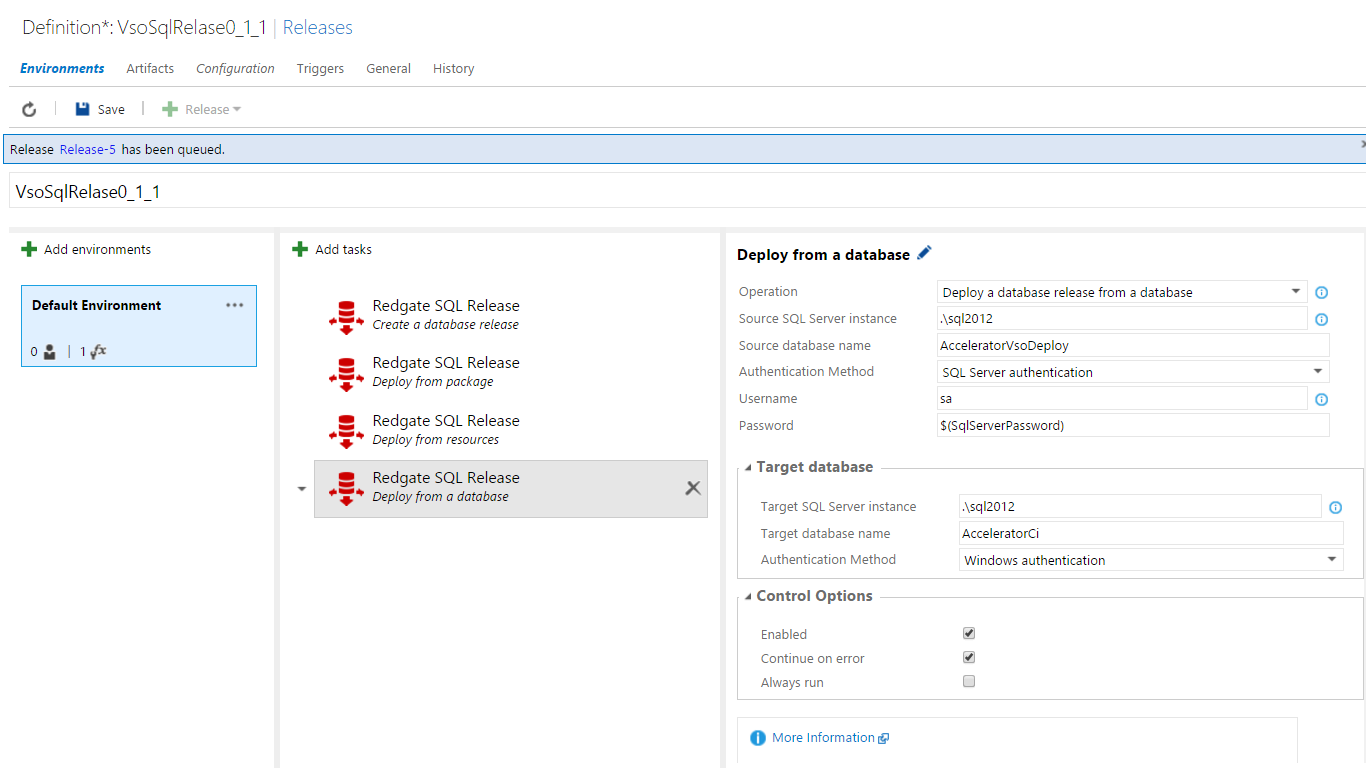 Definition*: VsoSqlRelase0_1_1 | Releases
Environments Artifacts Configuration Triggers General History
Save Release
Release Release-5 has been queued.
VsoSqlRelase0_1_1
Add environments
Default Environment
0 1 fx
Add tasks
Redgate SQL Release
Create a database release
Redgate SQL Release
Deploy from package
Redgate SQL Release
Deploy from resources
Redgate SQL Release
Deploy from a database
Deploy from a database
Operation Deploy a database release from a database
Source SQL Server instance .\sql2012
Source database name AcceleratorVsoDeploy
Authentication Method SQL Server authentication
Username sa
Password $(SqlServerPassword)
Target database
Target SQL Server instance .\sql2012
Target database name AcceleratorCi
Authentication Method Windows authentication
Control Options
Enabled
Continue on error
Always run
More Information